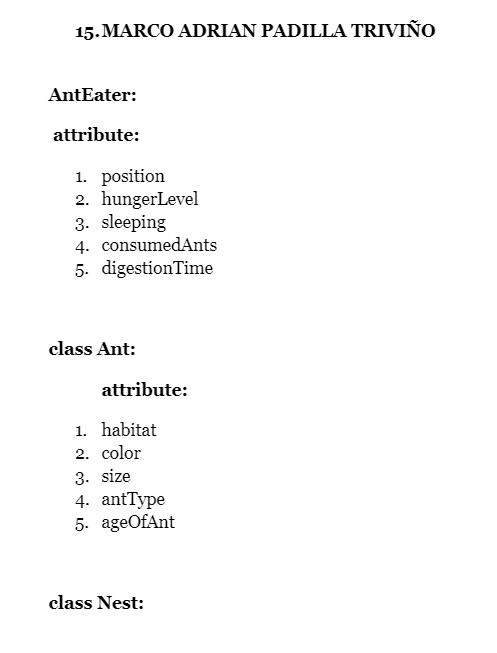 15. MARCO ADRIAN PADILLA TRIVIÑO
AntEater:
attribute:
1. position
2. hungerLevel
3. sleeping
4. consumedAnts
5. digestionTime
class Ant:
attribute:
1. habitat
2. color
3. size
4. antType
5. ageOfAnt
class Nest: